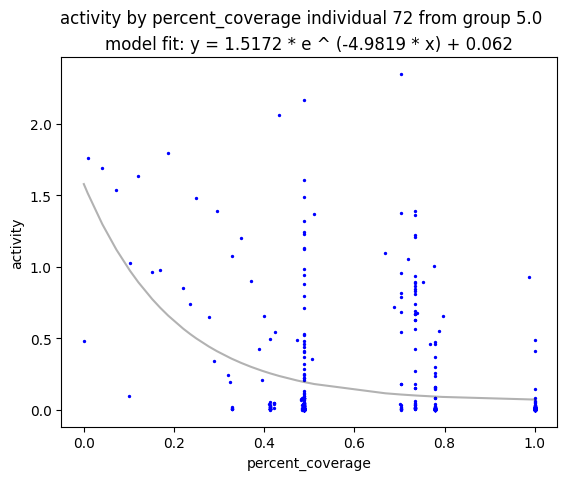 activity by percent_coverage individual 72 from group 5.0
model fit: y = 1.5172 * e ^ (-4.9819 * x) + 0.062
2.0
1.5
1.0
0.5
0.0
activity
0.0 0.2 0.4 0.6 0.8 1.0
percent_coverage